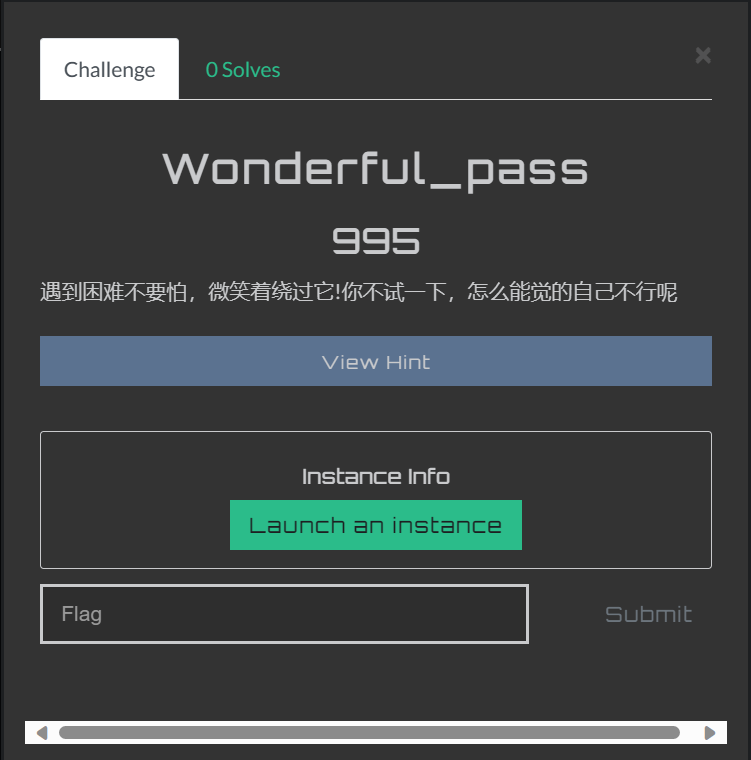 Challenge
0 Solves
×
Wonderful_pass
995
遇到困难不要怕，微笑着绕过它!你不试一下，怎么能觉的自己不行呢
View Hint
Instance Info
Launch an instance
Flag
Submit